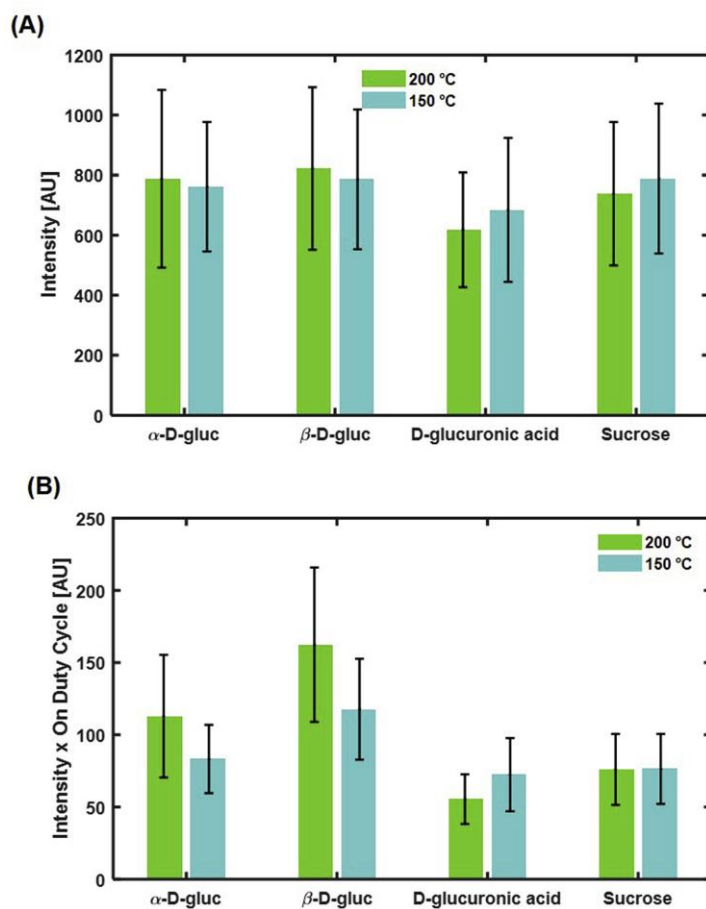 (A)
1200
1000
800
600
400
200
0
Intensity [AU]
200 °C
150 °C
α-D-gluc β-D-gluc D-glucuronic acid Sucrose
(B)
250
200
150
100
50
0
Intensity x On Duty Cycle [AU]
200 °C
150 °C
α-D-gluc β-D-gluc D-glucuronic acid Sucrose